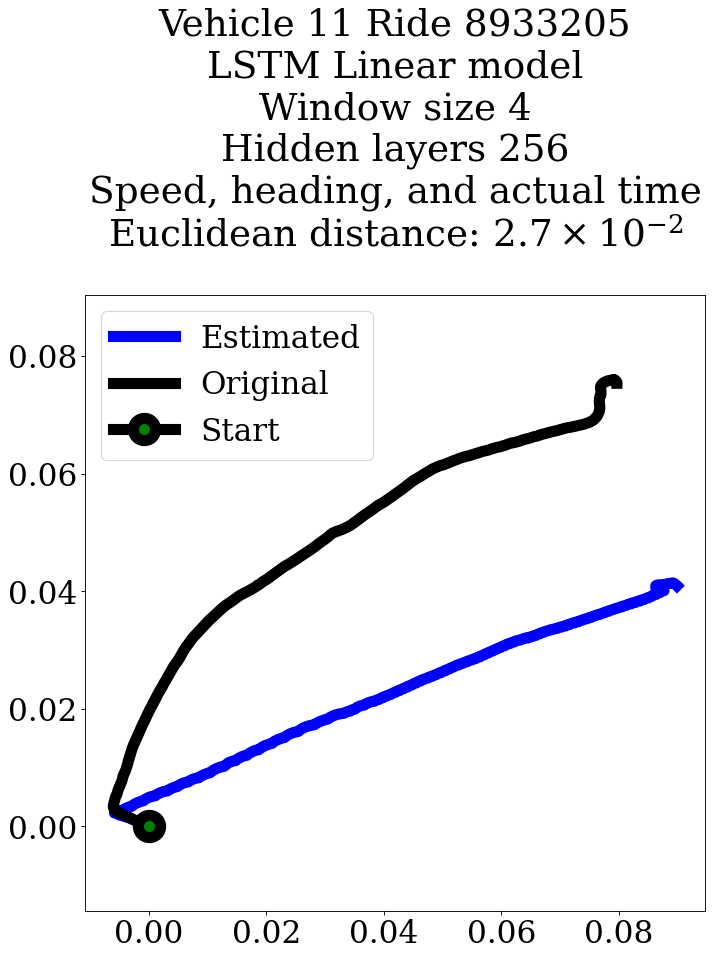 Vehicle 11 Ride 8933205
LSTM Linear model
Window size 4
Hidden layers 256
Speed, heading, and actual time
Euclidean distance: 2.7 × 10⁻²
Estimated
Original
Start
0.08
0.06
0.04
0.02
0.00
0.00 0.02 0.04 0.06 0.08